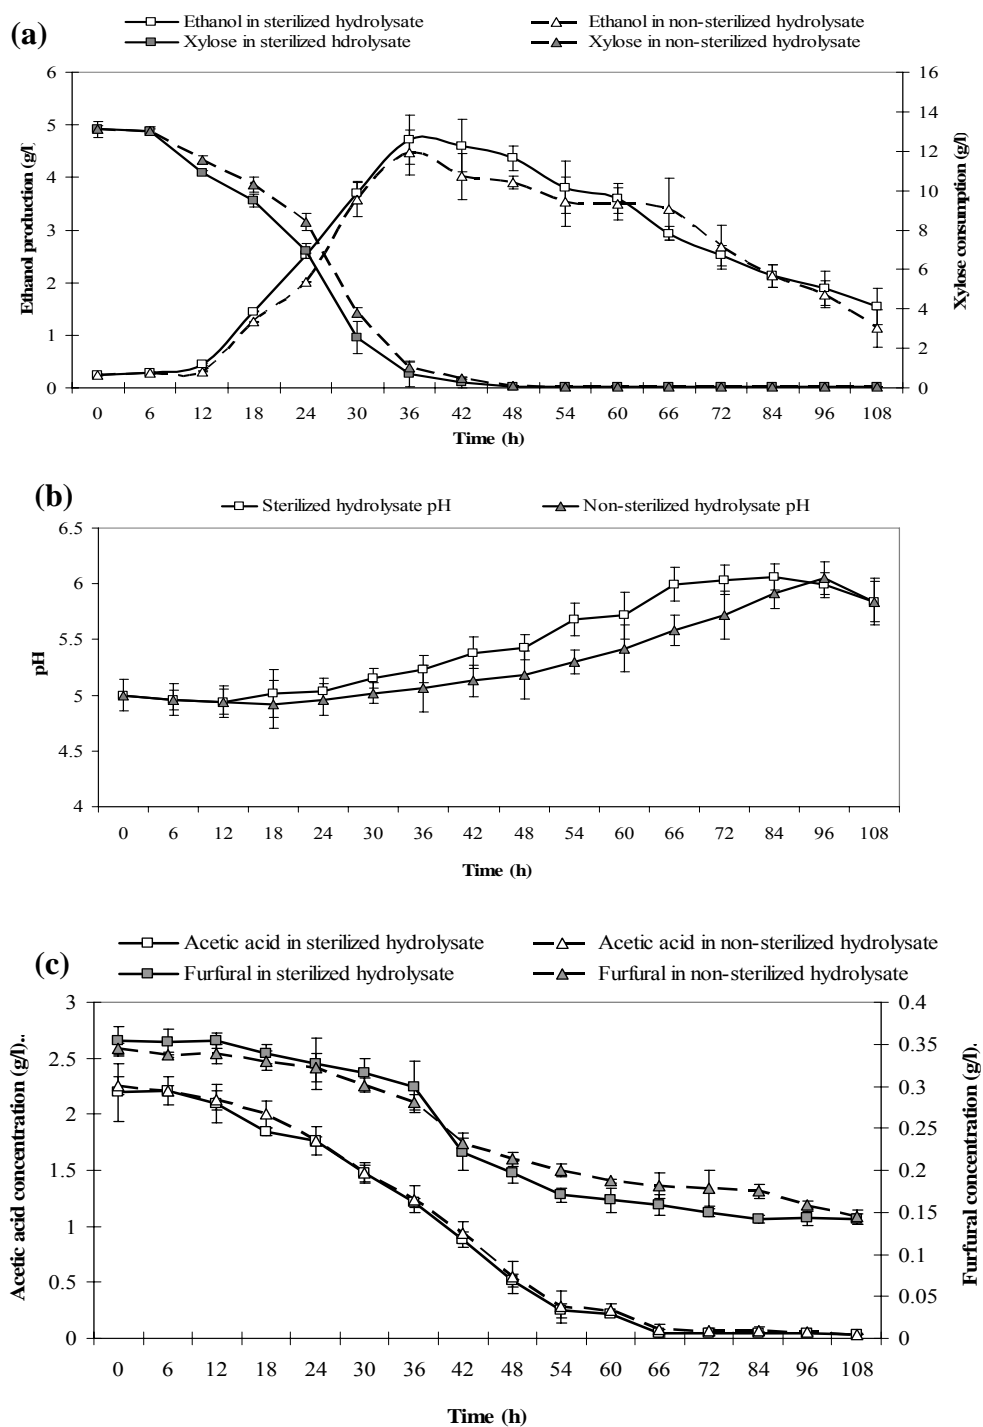 (a)
Ethanol in sterilized hydrolysate
Ethanol in non-sterilized hydrolysate
Xylose in sterilized hdrolysate
Xylose in non-sterilized hydrolysate
6 16
14
5
12
4
10
3 8
6
2
4
1
2
0 0
0 6 12 18 24 30 36 42 48 54 60 66 72 84 96 108
Time (h)
Ethanol production (g/l
Xylose consumption (g/l)
(b)
Sterilized hydrolysate pH
Non-sterilized hydrolysate pH
6.5
6
5.5
5
4.5
4
0 6 12 18 24 30 36 42 48 54 60 66 72 84 96 108
Time (h)
pH
(c)
Acetic acid in sterilized hydrolysate
Acetic acid in non-sterilized hydrolysate
Furfural in sterilized hydrolysate
Furfural in non-sterilized hydrolysate
3 0.4
0.35
2.5
0.3
2
0.25
1.5 0.2
0.15
1
0.1
0.5
0.05
0 0
0 6 12 18 24 30 36 42 48 54 60 66 72 84 96 108
Time (h)
Acetic acid concentration (g/l)..
Furfural concentration (g/l).